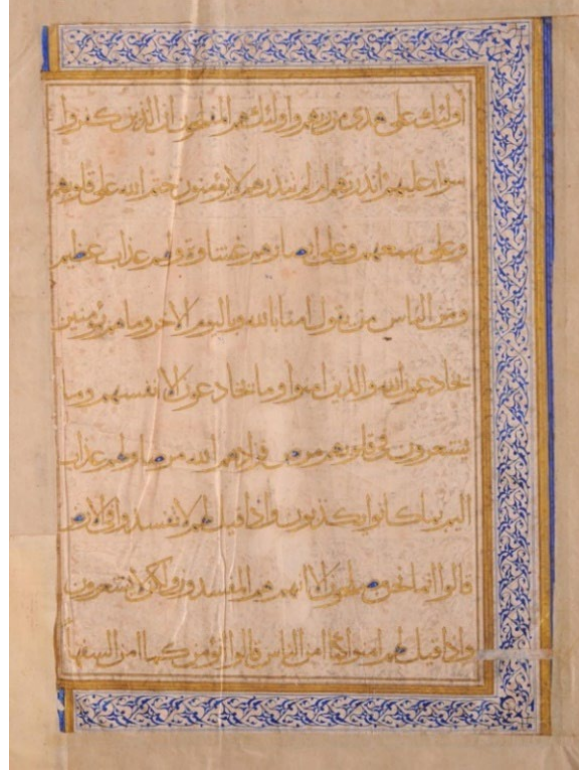 اولئك على هدى من ربهم واولئك هم المفلحون ان الذين كفروا
سواء عليهم أنذرتهم ام لم تنذرهم لا يؤمنون ختم الله على قلوبهم
وعلى سمعهم وعلى ابصارهم غشاوة ولهم عذاب عظيم
ومن الناس من يقول امنا بالله وباليوم الاخر وما هم بمؤمنين
يخادعون الله والذين امنوا وما يخادعون الا انفسهم وما
يشعرون في قلوبهم مرض فزادهم الله مرضا ولهم عذاب
اليم بما كانوا يكذبون واذا قيل لهم لا تفسدوا في الارض
قالوا انما نحن مصلحون الا انهم هم المفسدون ولكن لا يشعرون
واذا قيل لهم امنوا كما امن الناس قالوا انؤمن كما امن السفهاء